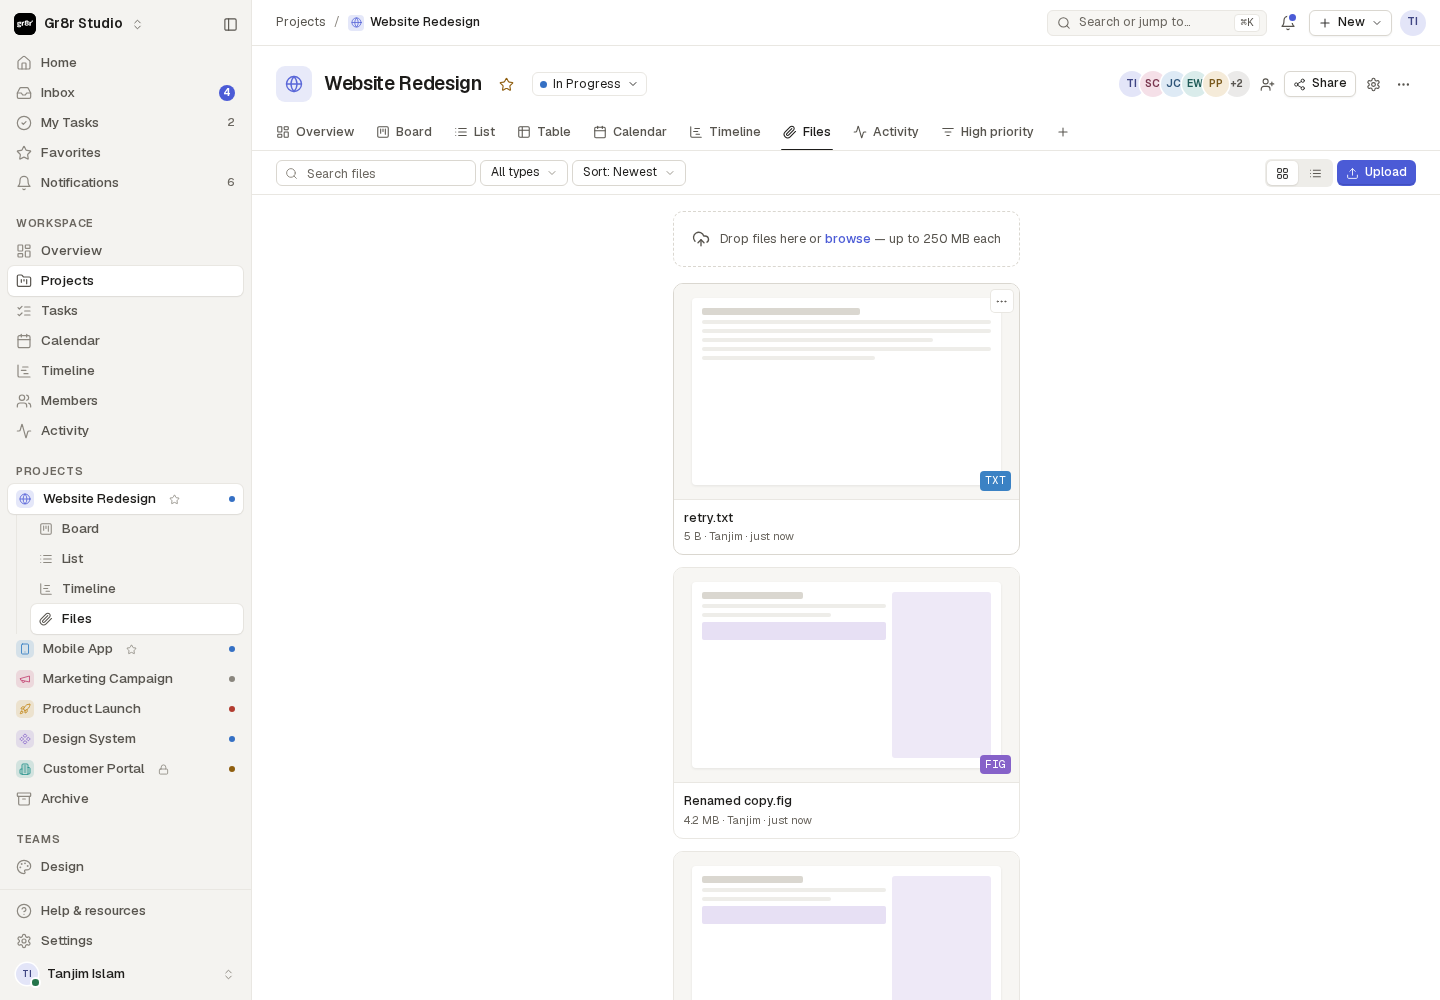 gr8r Gr8r Studio
Home
Inbox 4
My Tasks 2
Favorites
Notifications 6
WORKSPACE
Overview
Projects
Tasks
Calendar
Timeline
Members
Activity
PROJECTS
Website Redesign
Board
List
Timeline
Files
Mobile App
Marketing Campaign
Product Launch
Design System
Customer Portal
Archive
TEAMS
Design
Help & resources
Settings
TI Tanjim Islam
Projects / Website Redesign
Search or jump to... ⌘K
New
TI
Website Redesign
In Progress
TI SC JC EW PP +2
Share
Overview Board List Table Calendar Timeline Files Activity High priority
Search files
All types
Sort: Newest
Upload
Drop files here or browse — up to 250 MB each
TXT
retry.txt
5 B · Tanjim · just now
FIG
Renamed copy.fig
4.2 MB · Tanjim · just now